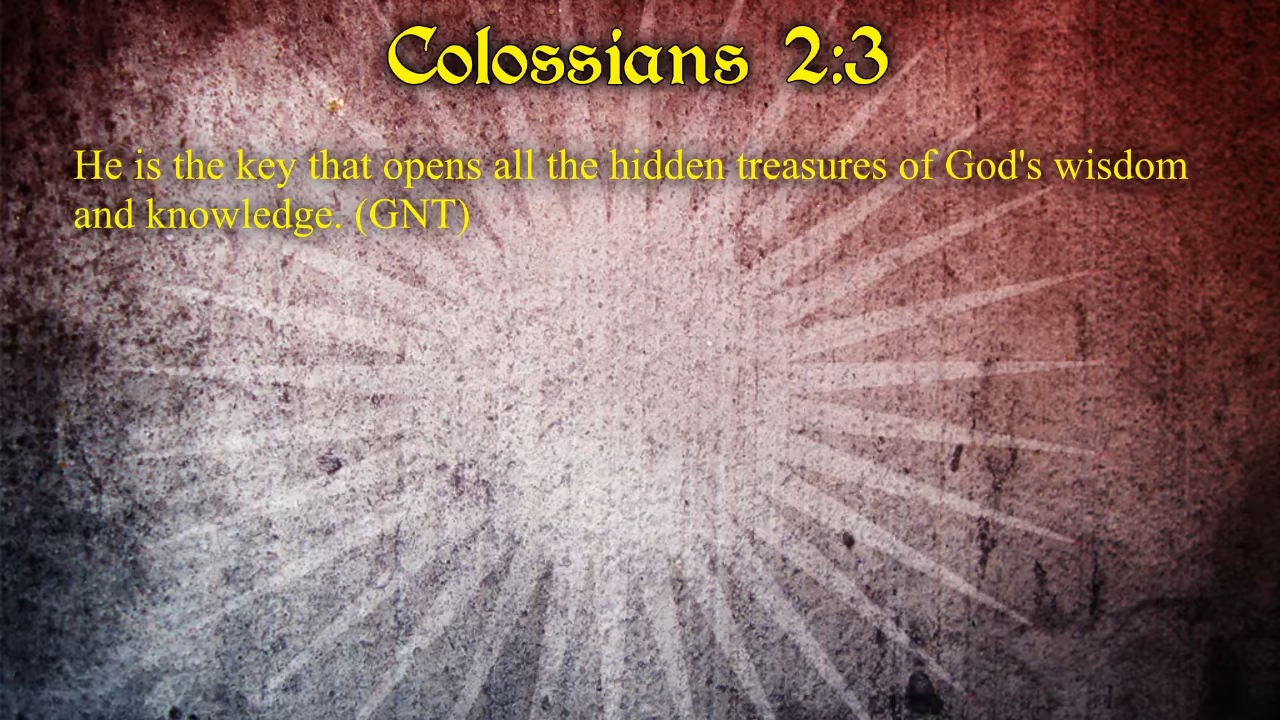 Colossians 2:3
He is the key that opens all the hidden treasures of God's wisdom
and knowledge. (GNT)